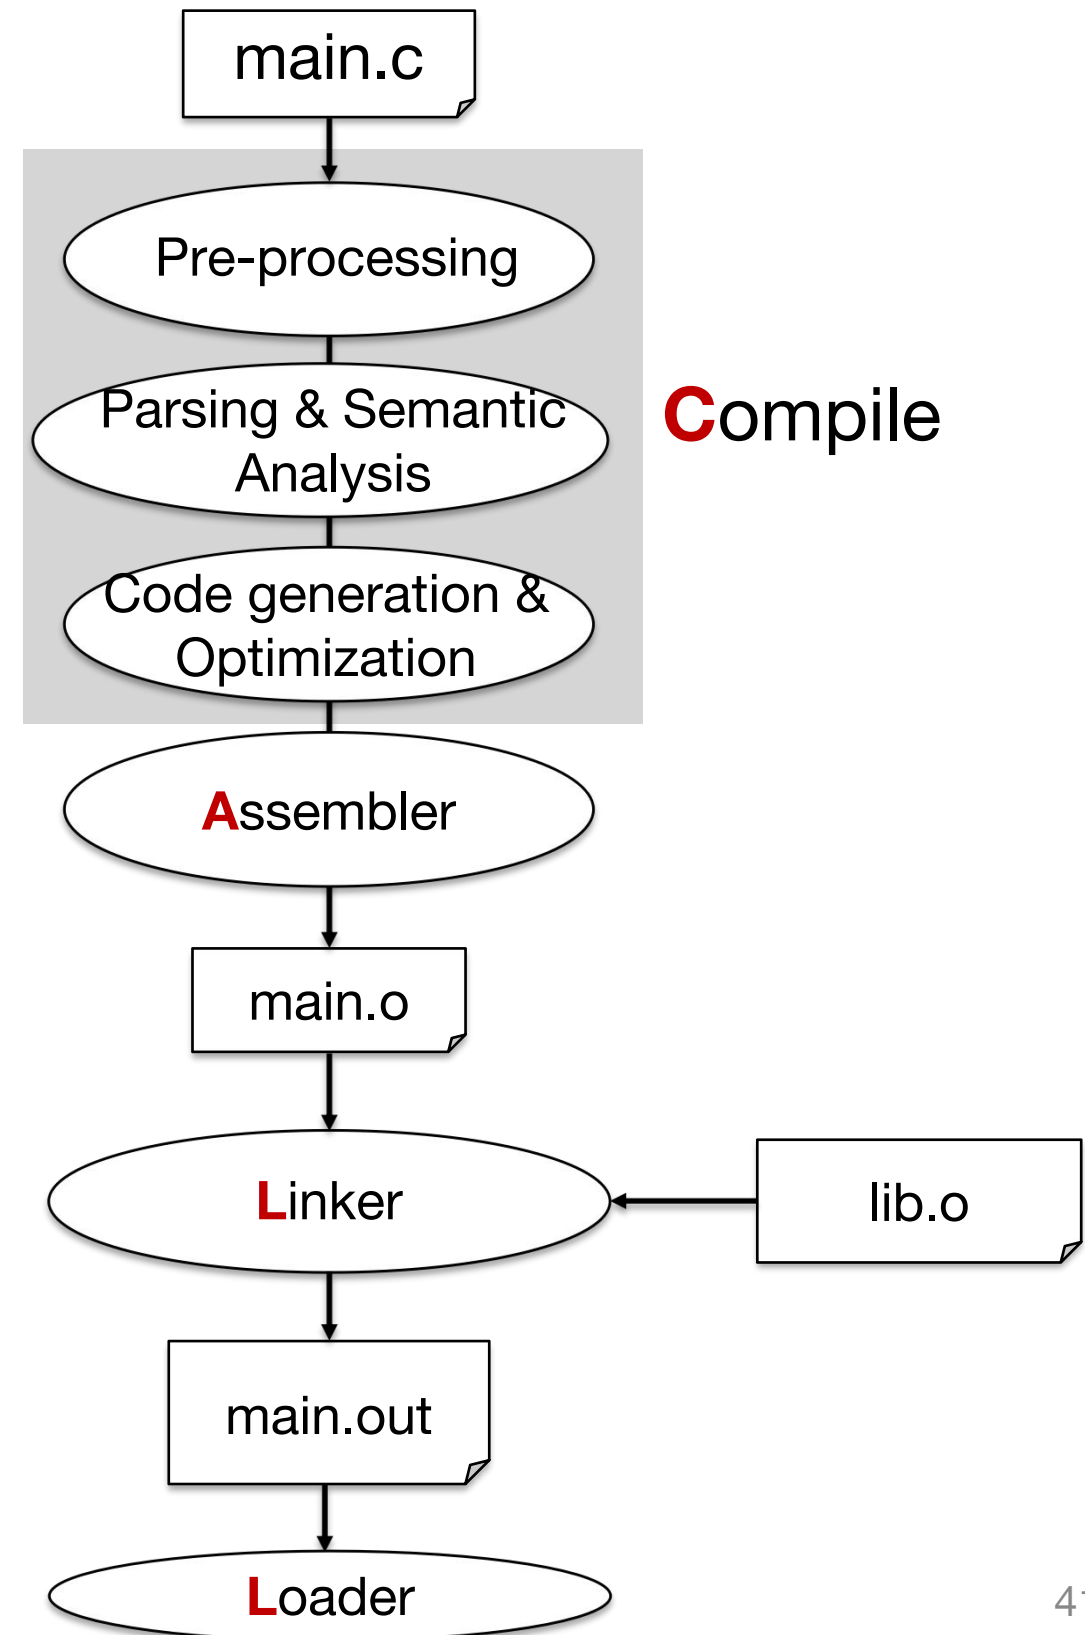 main.c
Pre-processing
Parsing & Semantic
Analysis
Compile
Code generation &
Optimization
Assembler
main.o
Linker
lib.o
main.out
Loader